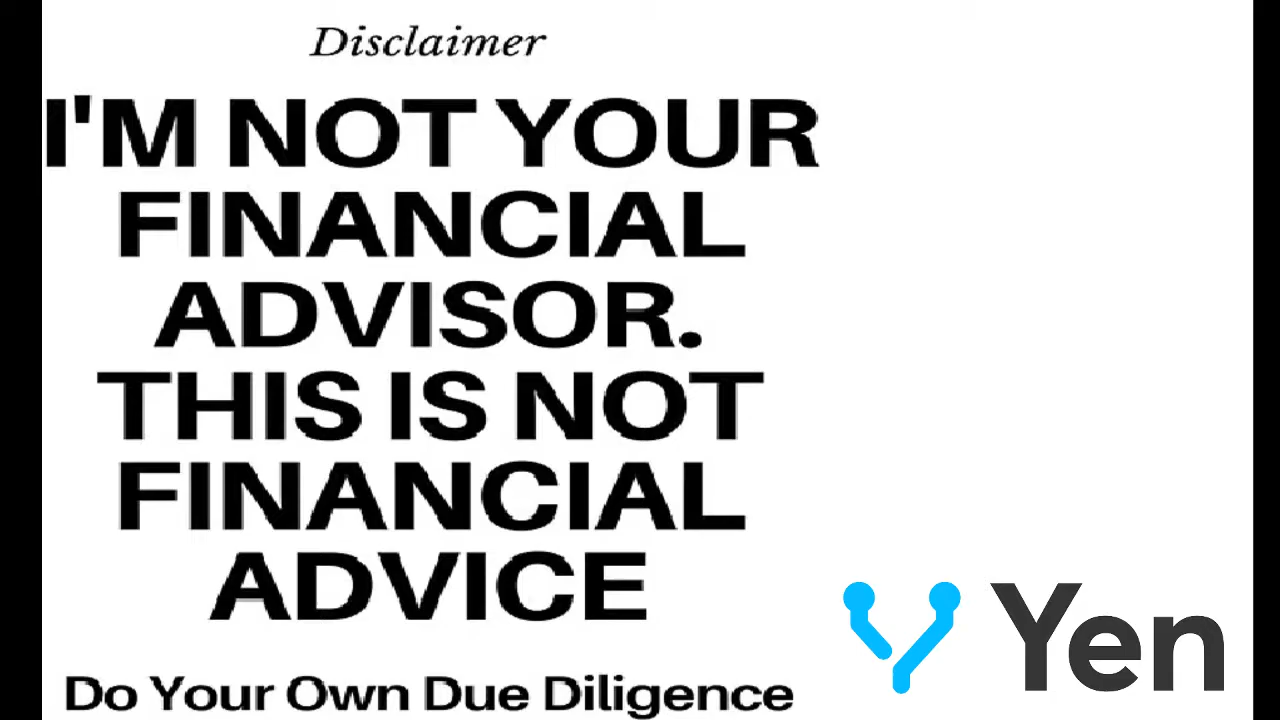 Disclaimer
I'M NOT YOUR
FINANCIAL
ADVISOR.
THIS IS NOT
FINANCIAL
ADVICE
Do Your Own Due Diligence
Yen